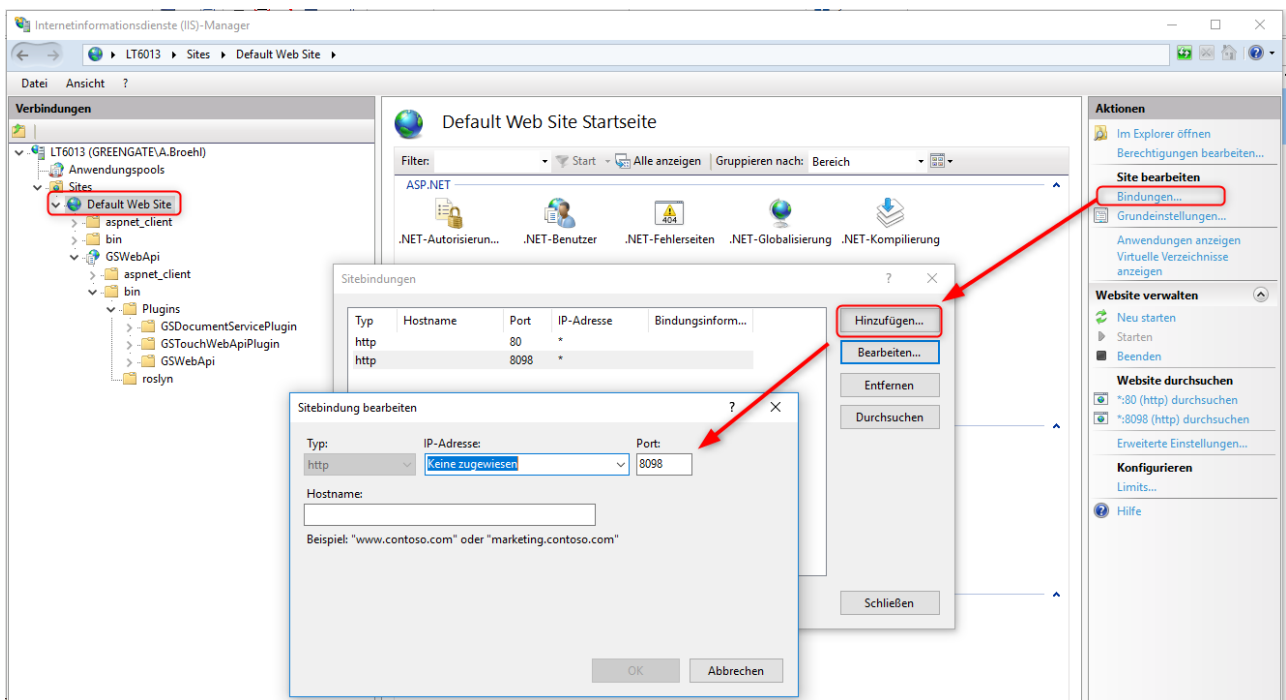 Internetinformationsdienste (IIS)-Manager
LT6013 Sites Default Web Site
Datei Ansicht ?
Verbindungen
LT6013 (GREENGATE\A.Broehl)
Anwendungspools
Sites
Default Web Site
aspnet_client
bin
GSWebApi
aspnet_client
bin
Plugins
GSDocumentServicePlugin
GSTouchWebApiPlugin
GSWebApi
roslyn
Default Web Site Startseite
Filter: Start Alle anzeigen Gruppieren nach: Bereich
ASP.NET
404
.NET-Autorisierun... .NET-Benutzer .NET-Fehlerseiten .NET-Globalisierung .NET-Kompilierung
Sitebindungen ?
Typ Hostname Port IP-Adresse Bindungsinform...
http 80 *
http 8098 *
Hinzufügen...
Bearbeiten...
Entfernen
Durchsuchen
Schließen
Sitebindung bearbeiten ?
Typ: IP-Adresse: Port:
http Keine zugewiesen 8098
Hostname:
Beispiel: "www.contoso.com" oder "marketing.contoso.com"
OK Abbrechen
Aktionen
Im Explorer öffnen
Berechtigungen bearbeiten...
Site bearbeiten
Bindungen...
Grundeinstellungen...
Anwendungen anzeigen
Virtuelle Verzeichnisse
anzeigen
Website verwalten
Neu starten
Starten
Beenden
Website durchsuchen
*:80 (http) durchsuchen
*:8098 (http) durchsuchen
Erweiterte Einstellungen...
Konfigurieren
Limits...
Hilfe